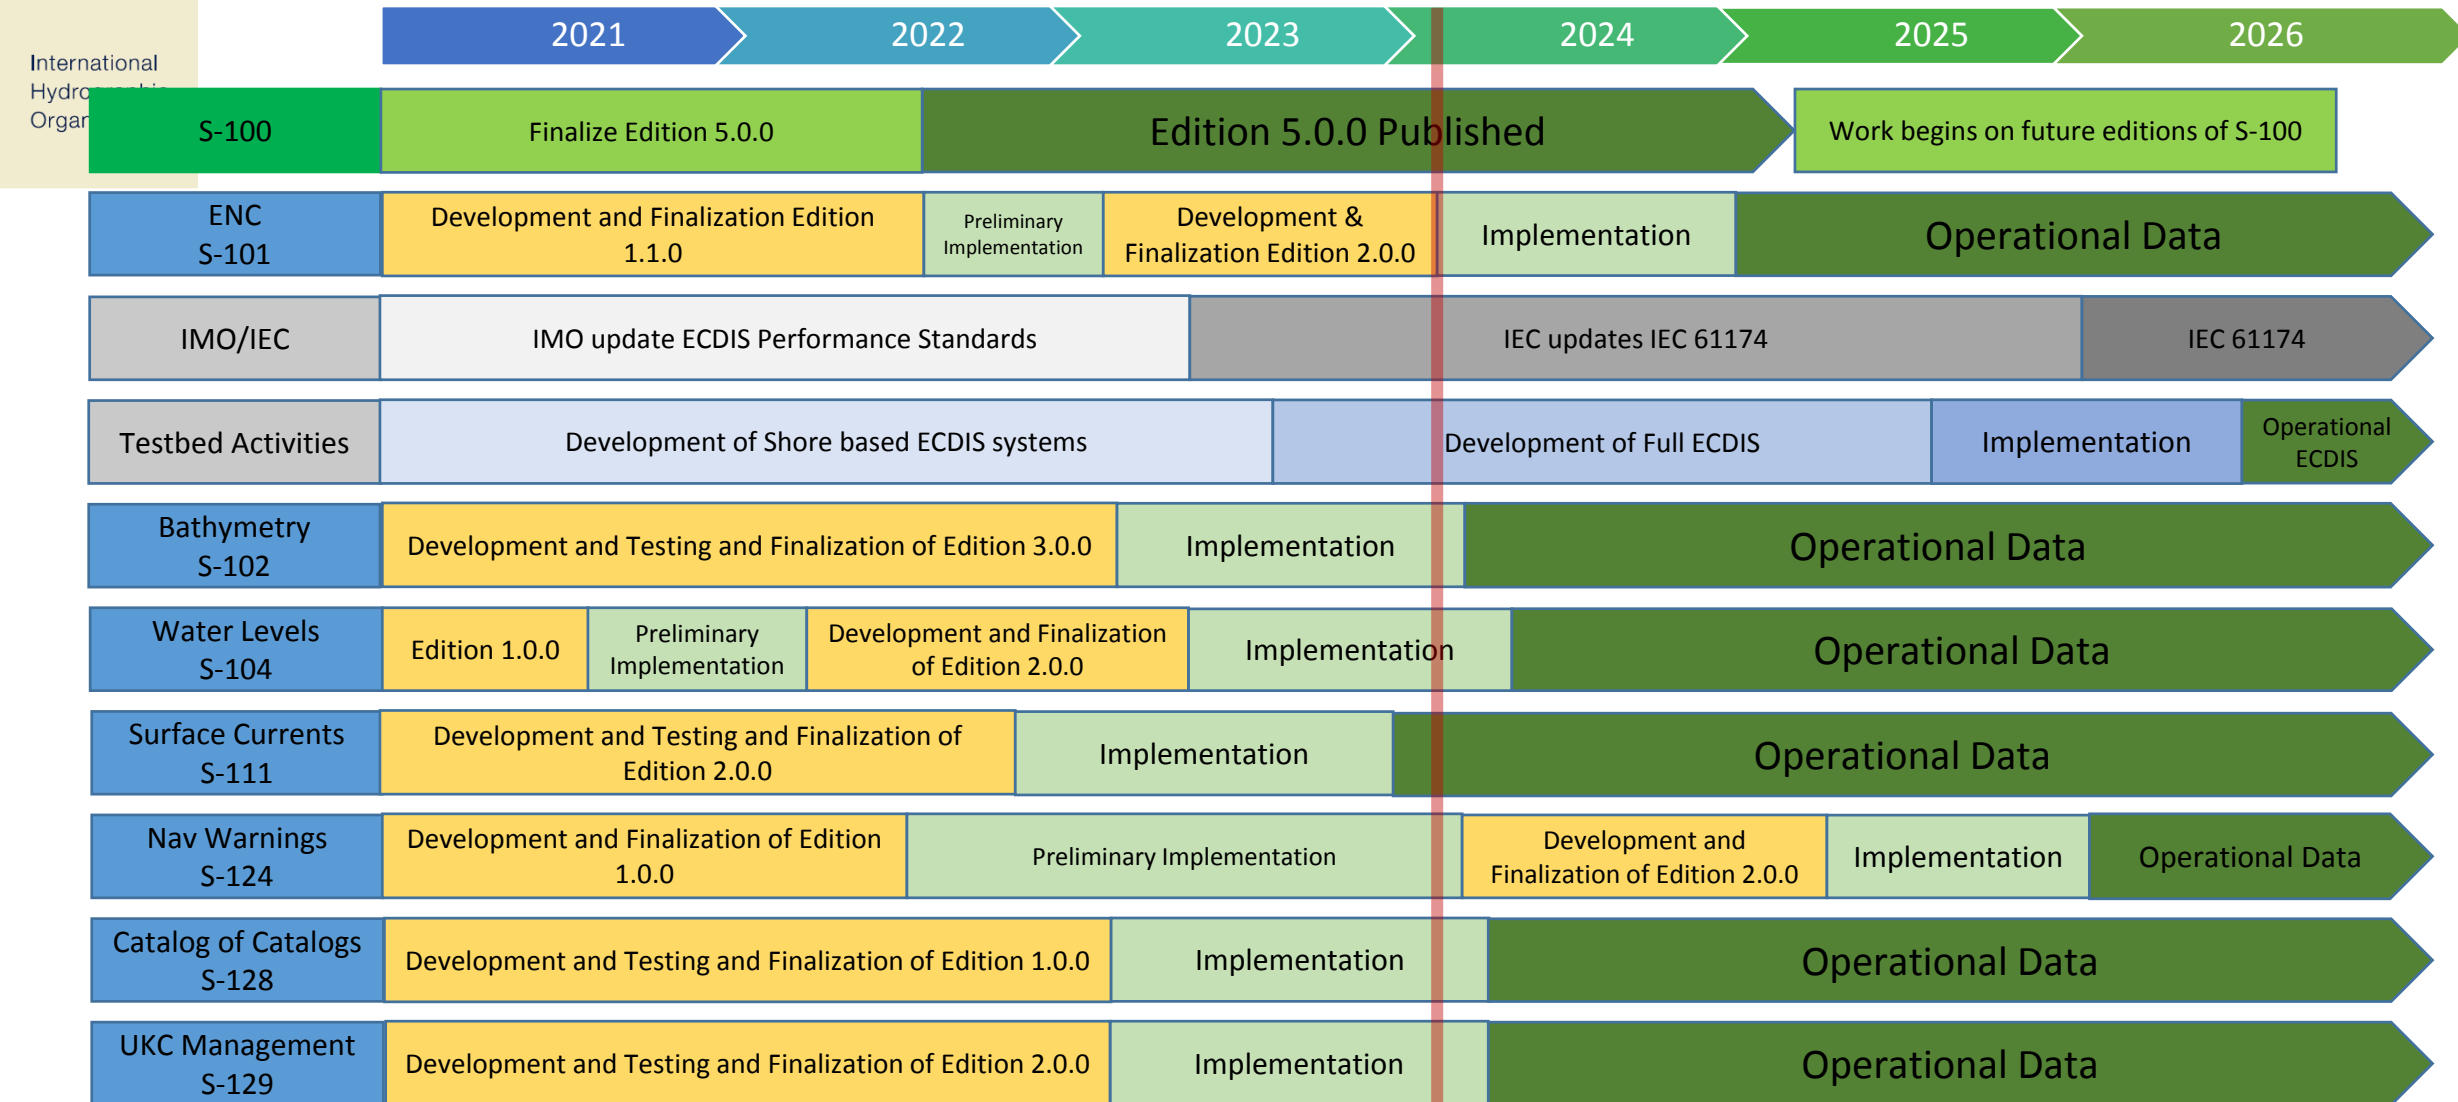 International
Hydrographic
Organ
2021 2022 2023 2024 2025 2026
S-100
Finalize Edition 5.0.0
Edition 5.0.0 Published
Work begins on future editions of S-100
ENC
S-101
Development and Finalization Edition
1.1.0
Preliminary
Implementation
Development &
Finalization Edition 2.0.0
Implementation
Operational Data
IMO/IEC
IMO update ECDIS Performance Standards
IEC updates IEC 61174
IEC 61174
Testbed Activities
Development of Shore based ECDIS systems
Development of Full ECDIS
Implementation
Operational
ECDIS
Bathymetry
S-102
Development and Testing and Finalization of Edition 3.0.0
Implementation
Operational Data
Water Levels
S-104
Edition 1.0.0
Preliminary
Implementation
Development and Finalization
of Edition 2.0.0
Implementation
Operational Data
Surface Currents
S-111
Development and Testing and Finalization of
Edition 2.0.0
Implementation
Operational Data
Nav Warnings
S-124
Development and Finalization of Edition
1.0.0
Preliminary Implementation
Development and
Finalization of Edition 2.0.0
Implementation
Operational Data
Catalog of Catalogs
S-128
Development and Testing and Finalization of Edition 1.0.0
Implementation
Operational Data
UKC Management
S-129
Development and Testing and Finalization of Edition 2.0.0
Implementation
Operational Data